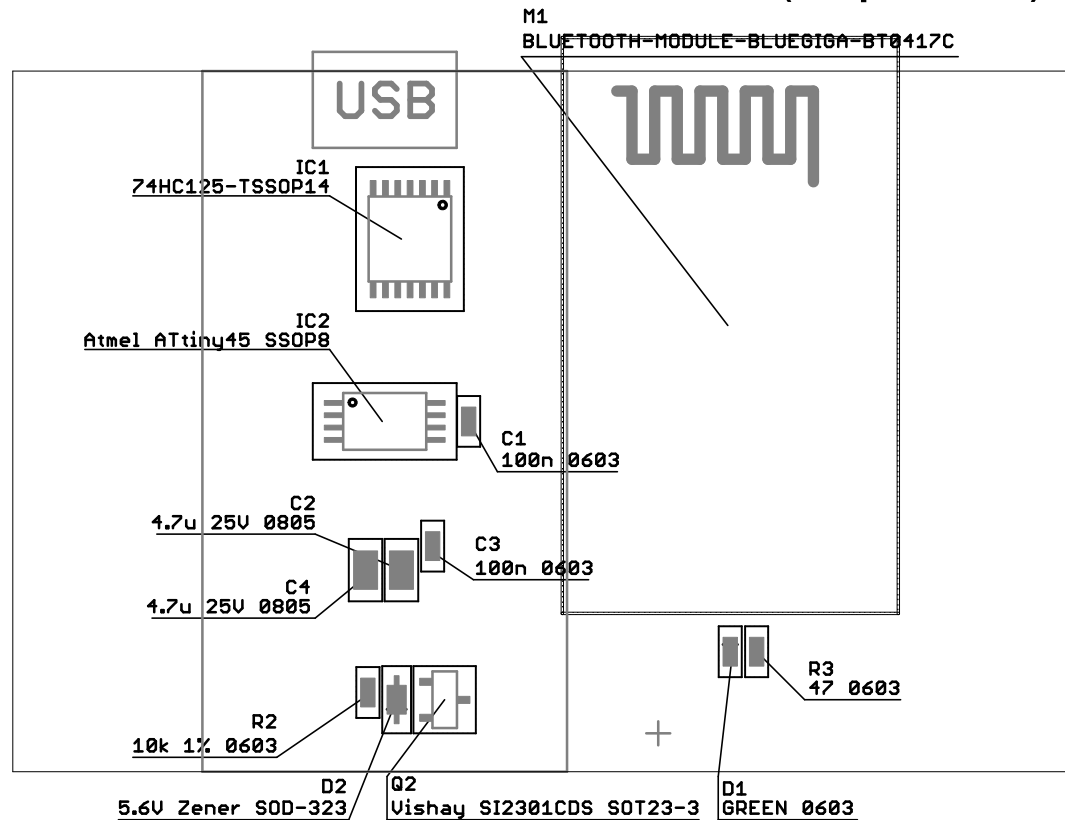 M1
BLUETOOTH-MODULE-BLUEGIGA-BT0417C
USB
IC1
74HC125-TSSOP14
IC2
Atmel ATtiny45 SSOP8
C1
100n 0603
C2
4.7u 25V 0805
C3
100n 0603
C4
4.7u 25V 0805
R3
47 0603
R2
10k 1% 0603
D2
5.6V Zener SOD-323
Q2
Vishay SI2301CDS SOT23-3
D1
GREEN 0603